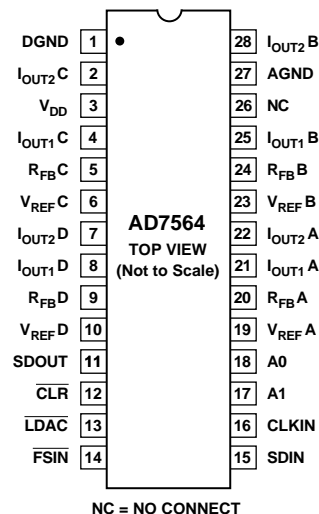 DGND 1 28 IOUT2B
IOUT2C 2 27 AGND
VDD 3 26 NC
IOUT1C 4 25 IOUT1B
RFBC 5 24 RFBB
VREFC 6 23 VREFB
AD7564
IOUT2D 7 22 IOUT2A
TOP VIEW
IOUT1D 8 (Not to Scale) 21 IOUT1A
RFBD 9 20 RFBA
VREFD 10 19 VREFA
SDOUT 11 18 A0
CLR 12 17 A1
LDAC 13 16 CLKIN
FSIN 14 15 SDIN
NC = NO CONNECT